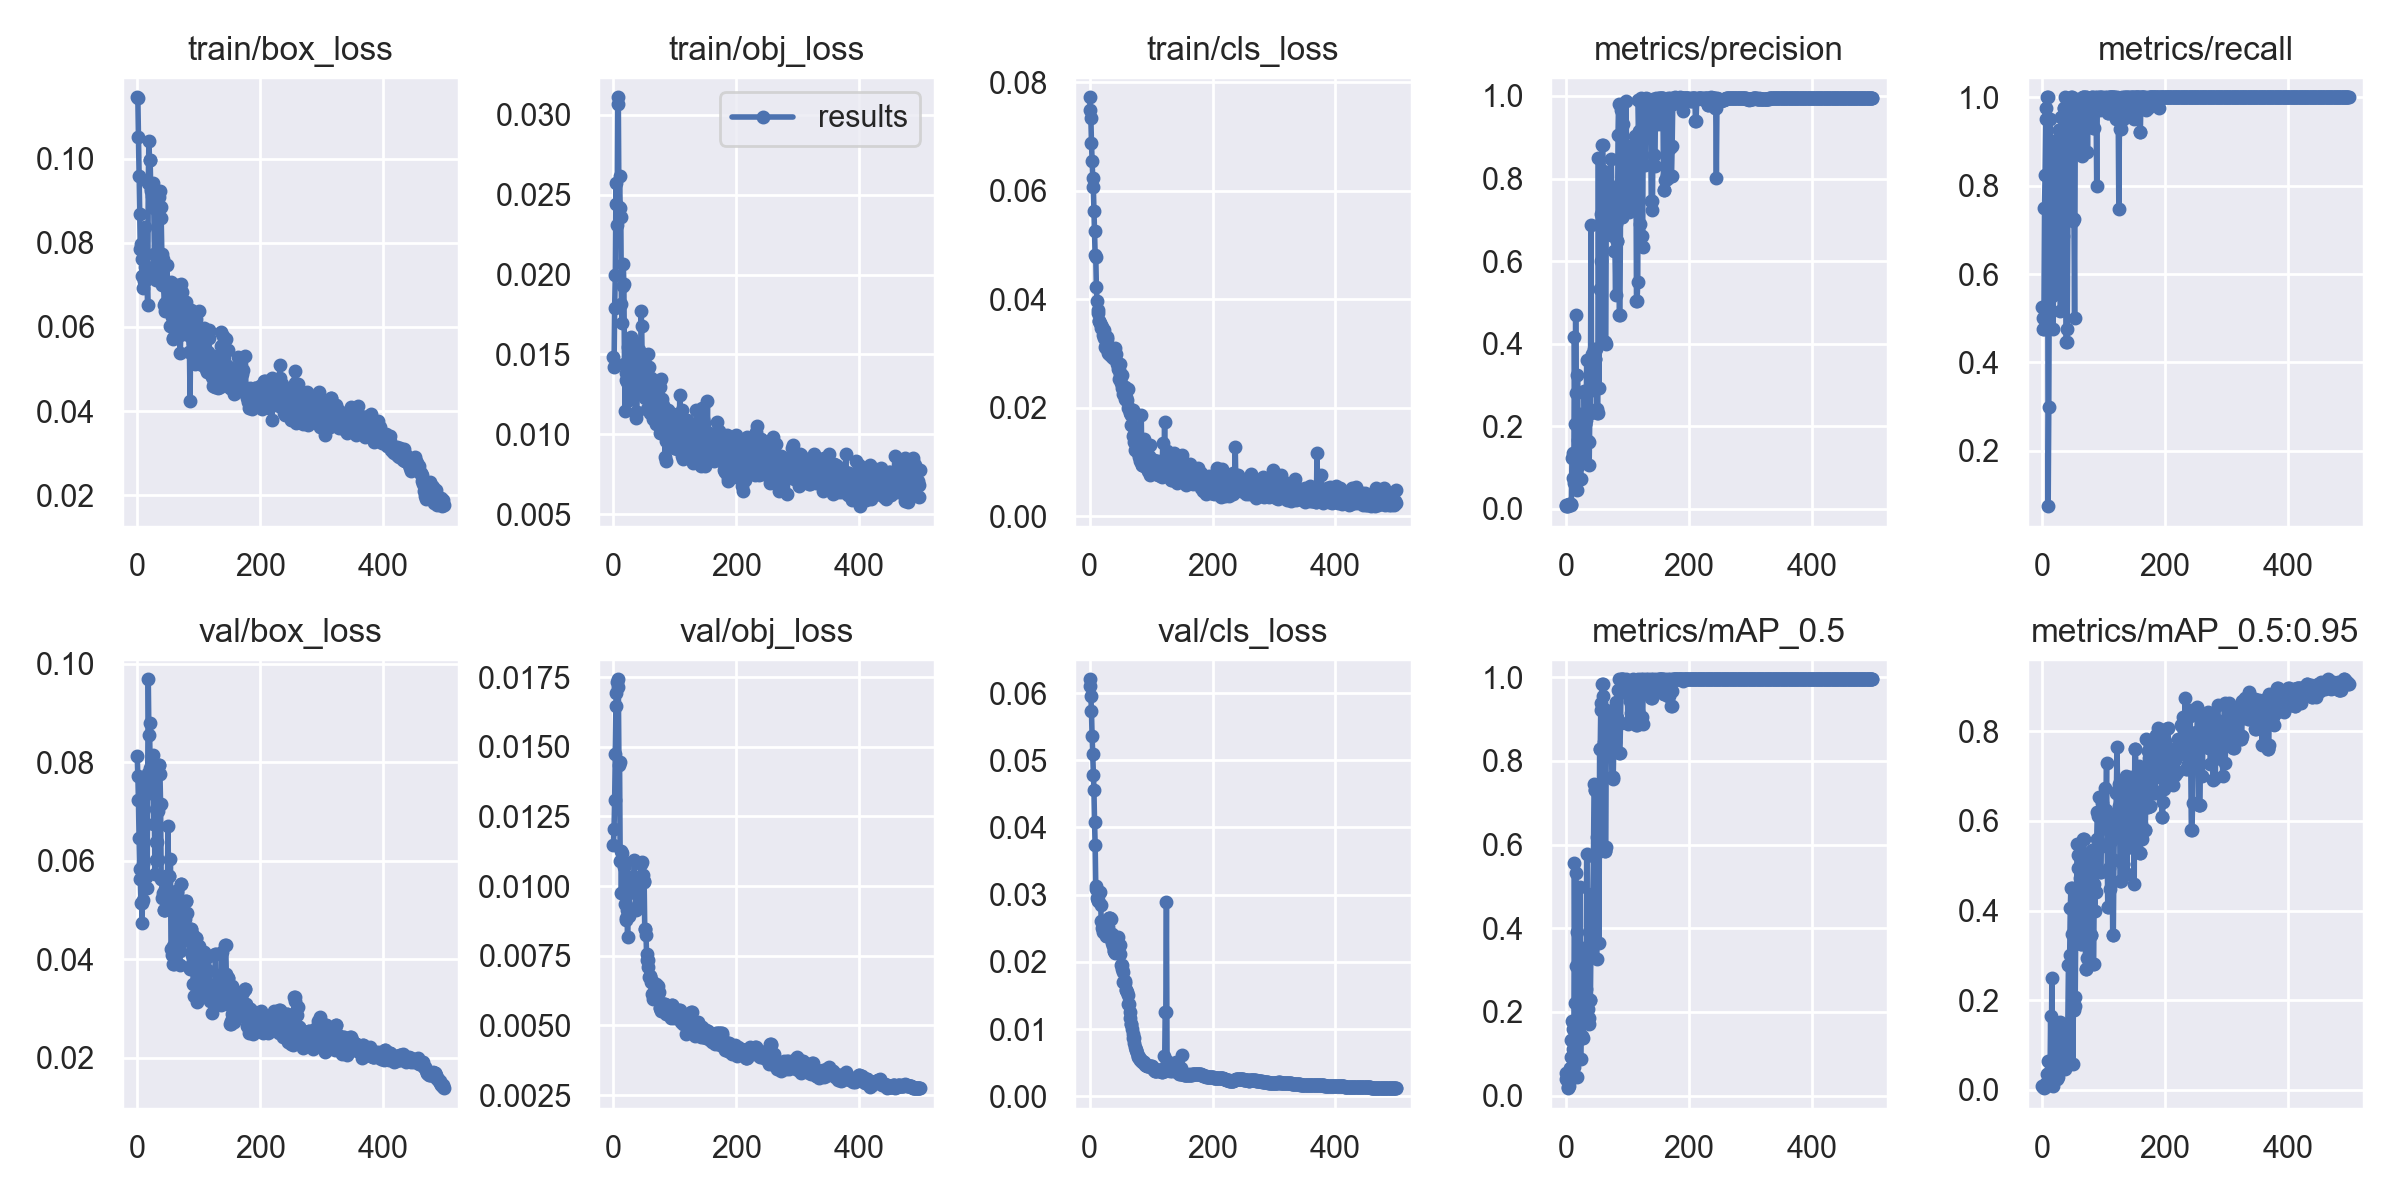 train/box_loss
0.10
0.08
0.06
0.04
0.02
0 200 400
train/obj_loss
results
0.030
0.025
0.020
0.015
0.010
0.005
0 200 400
train/cls_loss
0.08
0.06
0.04
0.02
0.00
0 200 400
metrics/precision
1.0
0.8
0.6
0.4
0.2
0.0
0 200 400
metrics/recall
1.0
0.8
0.6
0.4
0.2
0 200 400
val/box_loss
0.10
0.08
0.06
0.04
0.02
0 200 400
val/obj_loss
0.0175
0.0150
0.0125
0.0100
0.0075
0.0050
0.0025
0 200 400
val/cls_loss
0.06
0.05
0.04
0.03
0.02
0.01
0.00
0 200 400
metrics/mAP_0.5
1.0
0.8
0.6
0.4
0.2
0.0
0 200 400
metrics/mAP_0.5:0.95
0.8
0.6
0.4
0.2
0.0
0 200 400